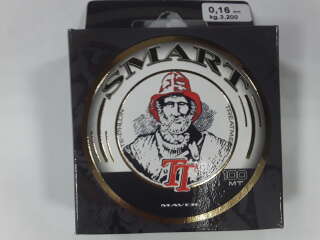 0,16 mm
kg.3,200
SMART
TT
100
MT
MAVER